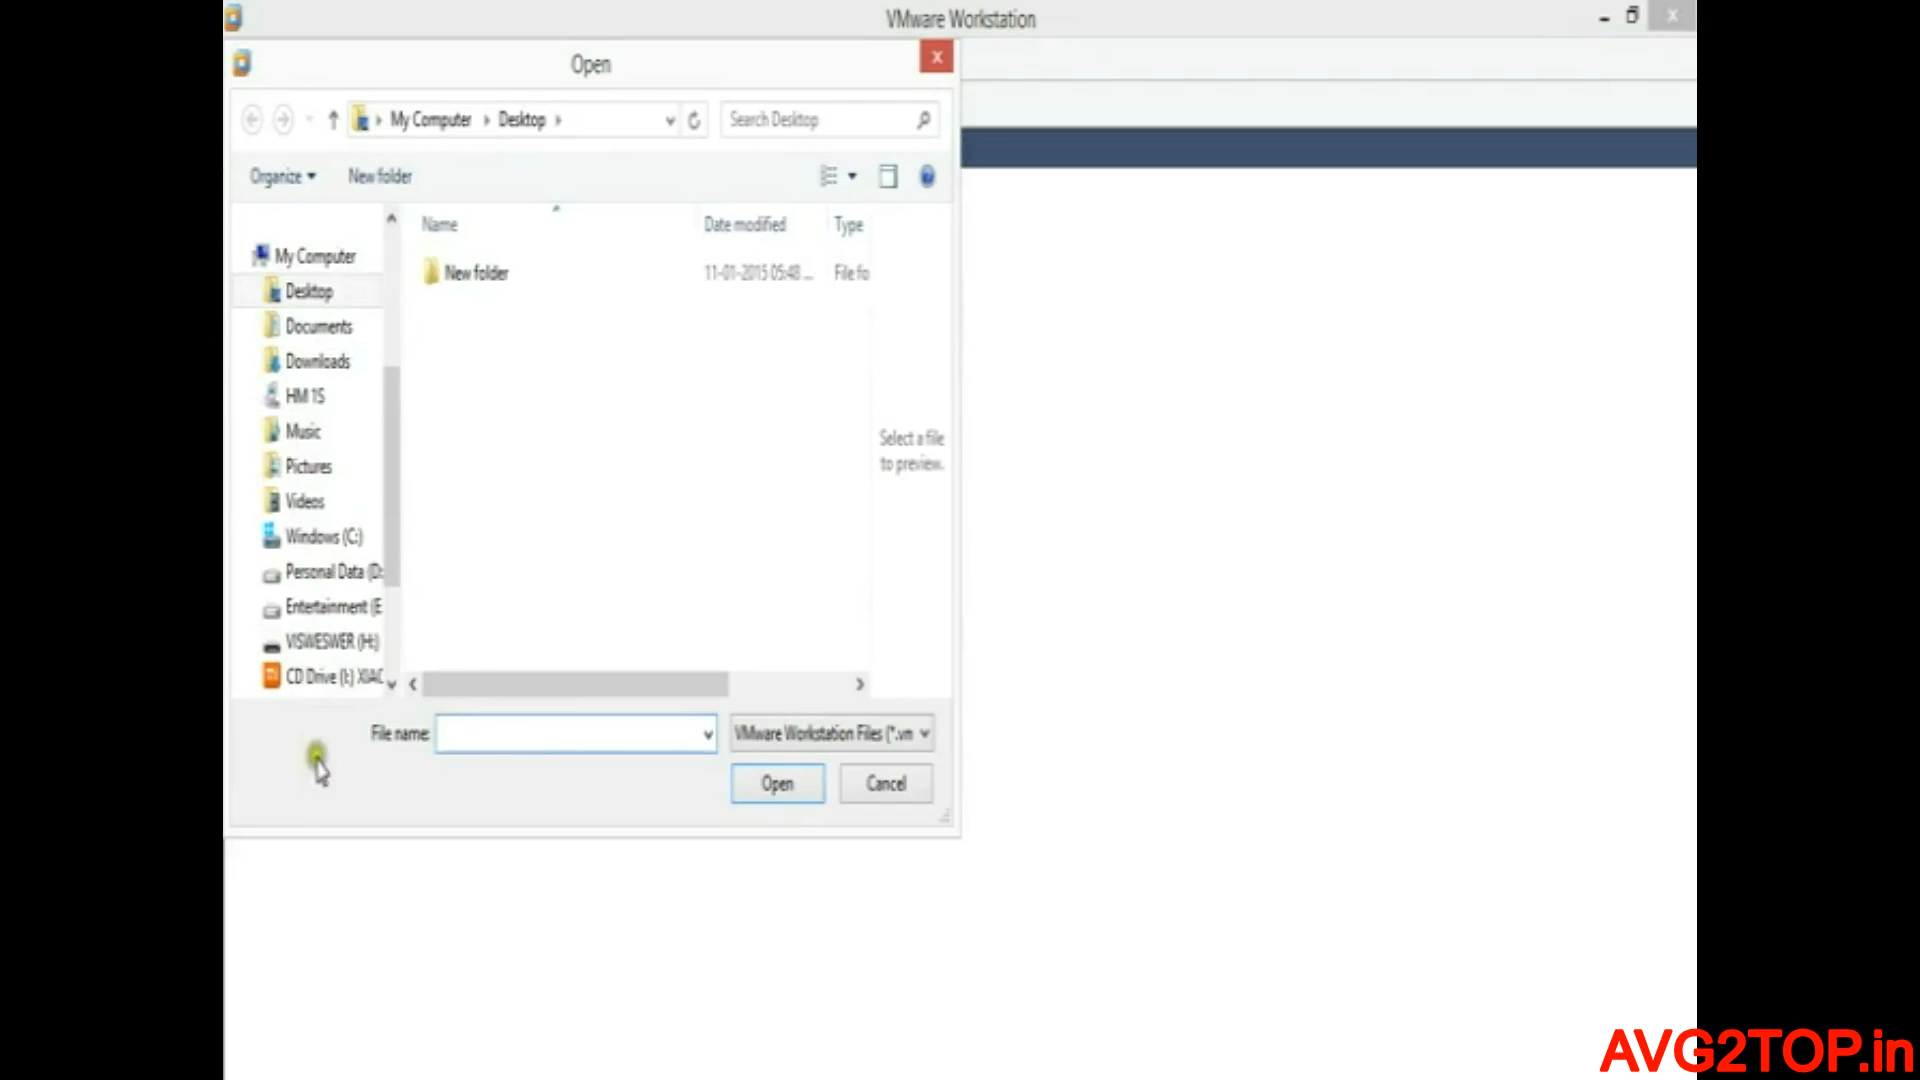 VMware Workstation
Open
My Computer Desktop
Search Desktop
Organize New folder
Name Date modified Type
New folder 11-01-2015 05:48 ... File fo
My Computer
Desktop
Documents
Downloads
HM 1S
Music
Pictures
Videos
Windows (C:)
Personal Data (D:
Entertainment (E
VISWESWER (H:)
CD Drive (I:) XIAO
Select a file
to preview.
File name:
VMware Workstation Files (*.vm
Open Cancel
AVG2TOP.in